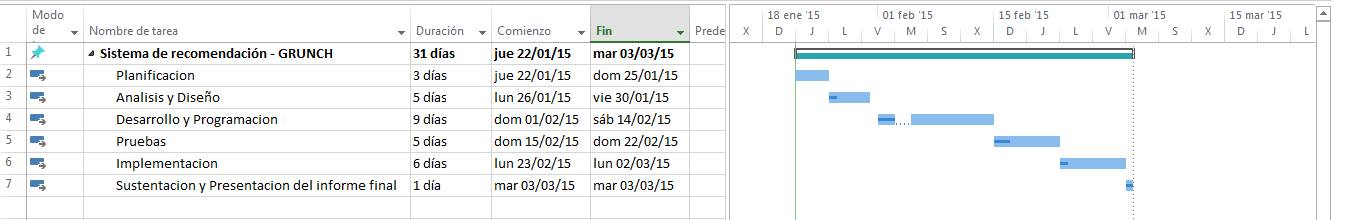 Modo de
Nombre de tarea
Duración
Comienzo
Fin
Prede
18 ene '15 01 feb '15 15 feb '15 01 mar '15 15 mar '15
X D J L V M S X D J L V M S X D
1 Sistema de recomendación - GRUNCH 31 días jue 22/01/15 mar 03/03/15
2 Planificacion 3 días jue 22/01/15 dom 25/01/15
3 Analisis y Diseño 5 días lun 26/01/15 vie 30/01/15
4 Desarrollo y Programacion 9 días dom 01/02/15 sáb 14/02/15
5 Pruebas 5 días dom 15/02/15 dom 22/02/15
6 Implementacion 6 días lun 23/02/15 lun 02/03/15
7 Sustentacion y Presentacion del informe final 1 día mar 03/03/15 mar 03/03/15